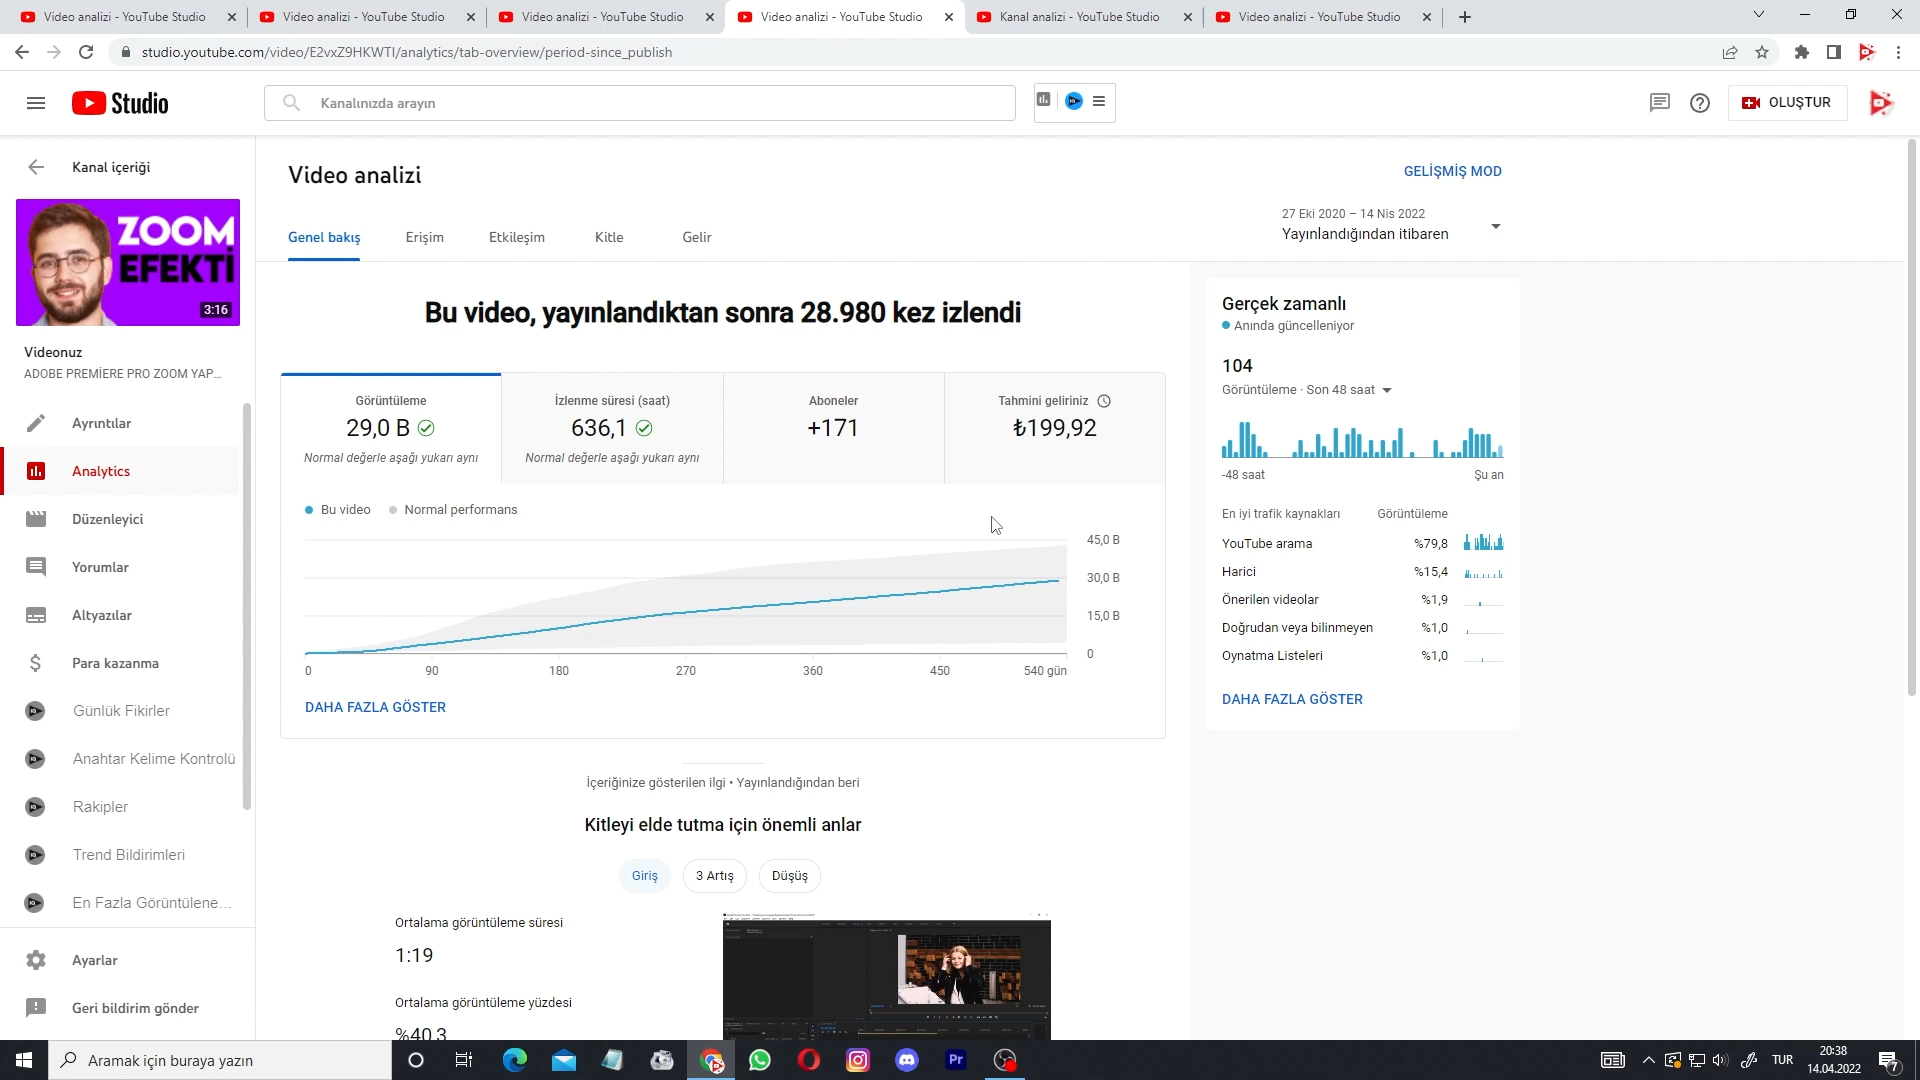 Video analizi - YouTube Studio
Video analizi - YouTube Studio
Video analizi - YouTube Studio
Video analizi - YouTube Studio
Kanal analizi - YouTube Studio
Video analizi - YouTube Studio
studio.youtube.com/video/E2vxZ9HKWTI/analytics/tab-overview/period-since_publish
Studio
Kanalınızda arayın
OLUŞTUR
Kanal içeriği
ZOOM
EFEKTİ
3:16
Videonuz
ADOBE PREMİERE PRO ZOOM YAP...
Ayrıntılar
Analytics
Düzenleyici
Yorumlar
Altyazılar
Para kazanma
Günlük Fikirler
Anahtar Kelime Kontrolü
Rakipler
Trend Bildirimleri
En Fazla Görüntülene...
Ayarlar
Geri bildirim gönder
Video analizi
GELİŞMİŞ MOD
27 Eki 2020 – 14 Nis 2022
Yayınlandığından itibaren
Genel bakış
Erişim
Etkileşim
Kitle
Gelir
Bu video, yayınlandıktan sonra 28.980 kez izlendi
Görüntüleme
29,0 B
Normal değerle aşağı yukarı aynı
İzlenme süresi (saat)
636,1
Normal değerle aşağı yukarı aynı
Aboneler
+171
Tahmini geliriniz
₺199,92
Bu video
Normal performans
45,0 B
30,0 B
15,0 B
0
0 90 180 270 360 450 540 gün
DAHA FAZLA GÖSTER
İçeriğinize gösterilen ilgi • Yayınlandığından beri
Kitleyi elde tutma için önemli anlar
Giriş
3 Artış
Düşüş
Ortalama görüntüleme süresi
1:19
Ortalama görüntüleme yüzdesi
%40,3
Gerçek zamanlı
Anında güncelleniyor
104
Görüntüleme · Son 48 saat
-48 saat
Şu an
En iyi trafik kaynakları
Görüntüleme
YouTube arama %79,8
Harici %15,4
Önerilen videolar %1,9
Doğrudan veya bilinmeyen %1,0
Oynatma Listeleri %1,0
DAHA FAZLA GÖSTER
Aramak için buraya yazın
Pr
TUR
20:38
14.04.2022
7